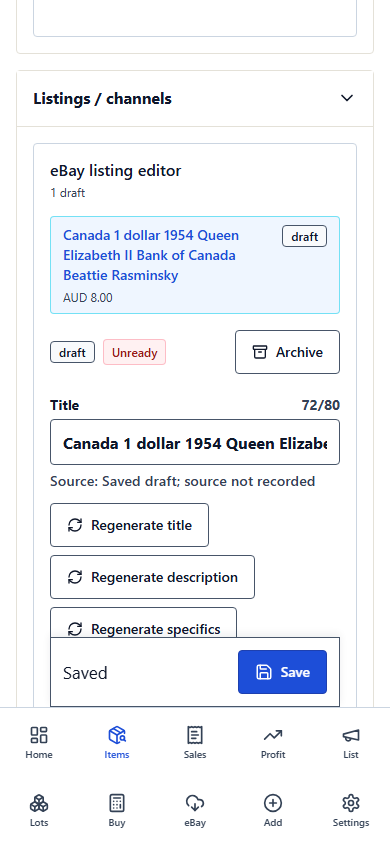 Listings / channels
eBay listing editor
1 draft
Canada 1 dollar 1954 Queen
Elizabeth II Bank of Canada
Beattie Rasminsky
draft
AUD 8.00
draft
Unready
Archive
Title
72/80
Canada 1 dollar 1954 Queen Elizabe
Source: Saved draft; source not recorded
Regenerate title
Regenerate description
Regenerate specifics
Saved
Save
Home
Items
Sales
Profit
List
Lots
Buy
eBay
Add
Settings